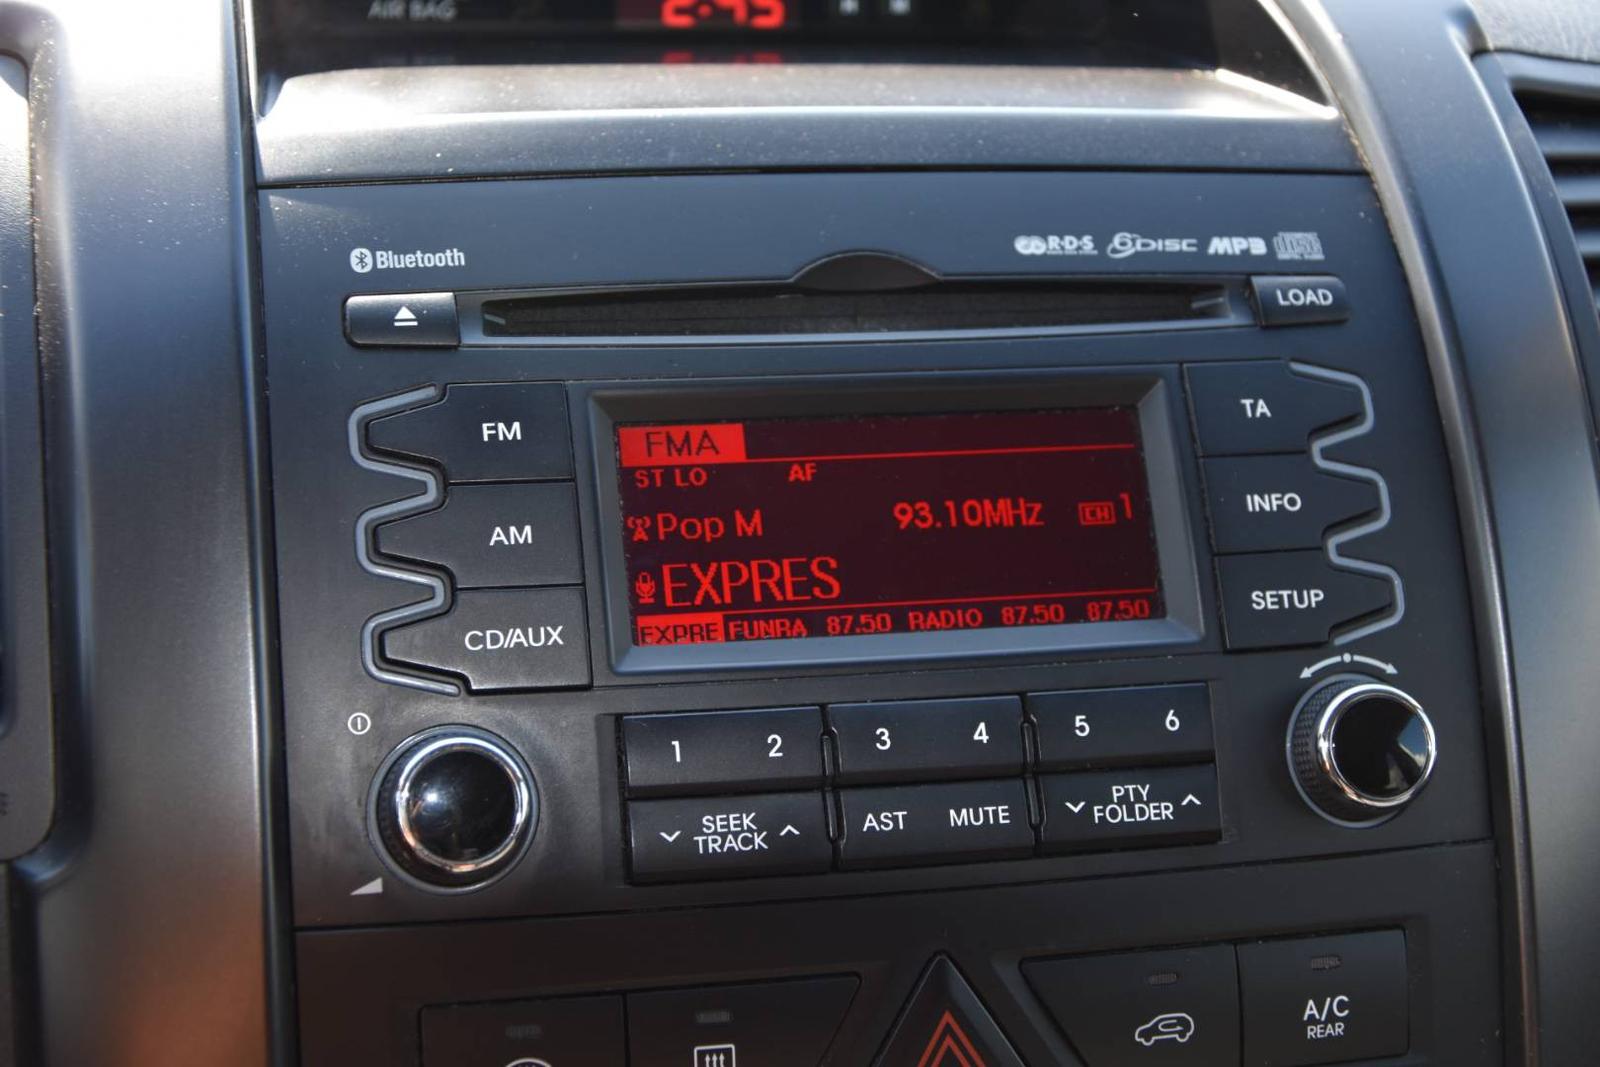 AIR BAG
2:43
Bluetooth
R·D·S 6DISC MP3
LOAD
FM
AM
CD/AUX
FMA
ST LO AF
Pop M 93.10MHz CH 1
EXPRES
EXPRE FUNRA 87.50 RADIO 87.50 87.50
TA
INFO
SETUP
1 2 3 4 5 6
SEEK
TRACK
AST
MUTE
PTY
FOLDER
A/C
REAR